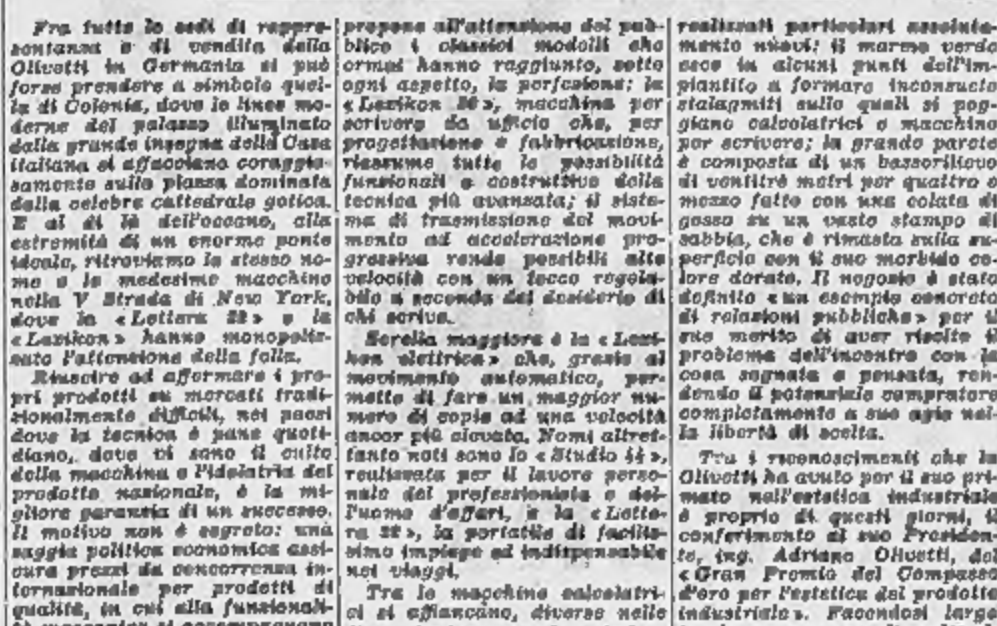 Fra tutte le sedi di rappre-
sentanza e di vendita della
Olivetti in Germania si può
forse prendere a simbolo quel-
la di Colonia, dove le linee mo-
derne del palazzo illuminato
dalla grande insegna della Casa
italiana si affacciano coraggio-
samente sulla piazza dominata
dalla celebre cattedrale gotica.
E al di là dell'oceano, alla
estremità di un enorme ponte
ideale, ritroviamo lo stesso no-
me e le medesime macchine
nella V Strada di New York,
dove la « Lettera 22 » e la
« Lexikon » hanno monopoliz-
zato l'attenzione della folla.
Riuscire ad affermare i pro-
pri prodotti su mercati tradi-
zionalmente difficili, nei paesi
dove la tecnica è pane quoti-
diano, dove vi sono il culto
della macchina e l'idolatria del
prodotto nazionale, è la mi-
gliore garanzia di un successo.
Il motivo non è segreto: una
saggia politica economica assi-
cura prezzi da concorrenza in-
ternazionale per prodotti di
qualità, in cui alla funzionali-
propone all'attenzione del pub-
blico i classici modelli che
ormai hanno raggiunto, sotto
ogni aspetto, la perfezione: la
« Lexikon 80 », macchina per
scrivere da ufficio che, per
progettazione e fabbricazione,
riassume tutte le possibilità
funzionali e costruttive della
tecnica più avanzata; il siste-
ma di trasmissione del movi-
mento ad accelerazione pro-
gressiva rende possibili alte
velocità con un tocco regola-
bile a seconda del desiderio di
chi scrive.
Sorella maggiore è la « Lexi-
kon elettrica » che, grazie al
movimento automatico, per-
mette di fare un maggior nu-
mero di copie ad una velocità
ancor più elevata. Nomi altret-
tanto noti sono lo « Studio 44 »,
realizzata per il lavoro perso-
nale del professionista e del-
l'uomo d'affari, e la « Lette-
ra 22 », la portatile di facilis-
simo impiego ed indispensabile
nei viaggi.
Tra le macchine calcolatri-
ci si affiancano, diverse nelle
realizzati particolari assoluta-
mente nuovi: il marmo verde
esce in alcuni punti dell'im-
piantito a formare inconsuete
stalagmiti sulle quali si pog-
giano calcolatrici e macchine
per scrivere; la grande parete
è composta di un bassorilievo
di ventitrè metri per quattro e
mezzo fatto con una colata di
gesso su un vasto stampo di
sabbia, che è rimasta sulla su-
perficie con il suo morbido co-
lore dorato. Il negozio è stato
definito « un esempio concreto
di relazioni pubbliche » per il
suo merito di aver risolto il
problema dell'incontro con la
cosa sognata e pensata, ren-
dendo il potenziale compratore
completamente a suo agio nel-
la libertà di scelta.
Tra i riconoscimenti che la
Olivetti ha avuto per il suo pri-
mato nell'estetica industriale
è proprio di questi giorni, il
conferimento al suo Presiden-
te, ing. Adriano Olivetti, del
« Gran Premio del Compasso
d'oro per l'estetica del prodotto
industriale ». Facendosi largo